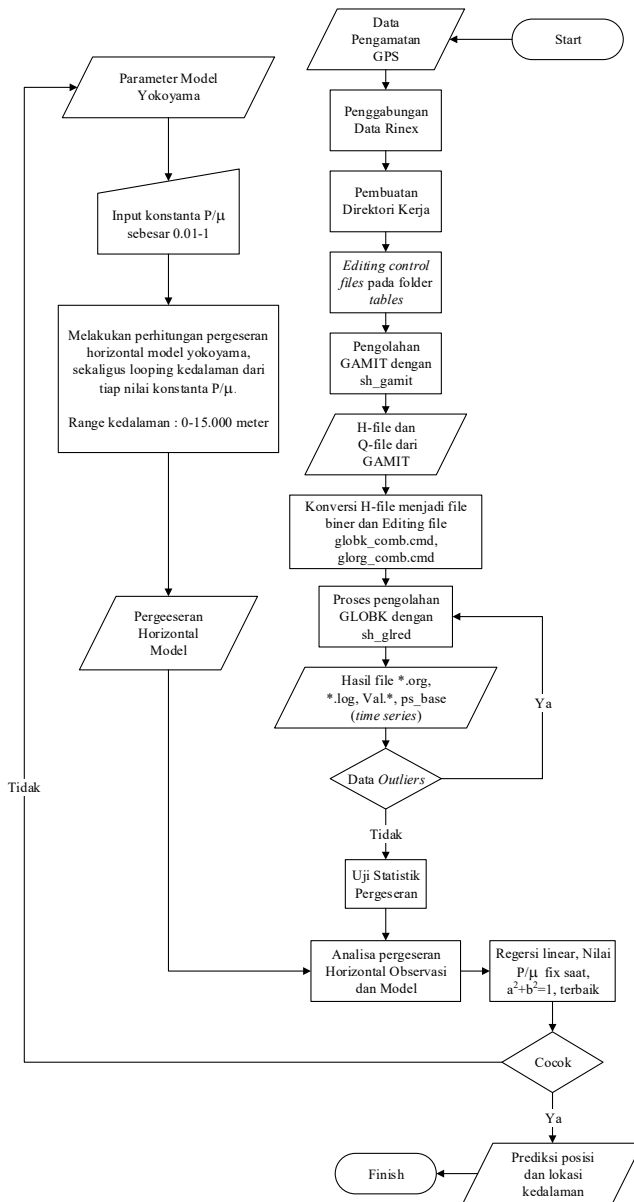 Start
Data
Pengamatan
GPS
Penggabungan
Data Rinex
Pembuatan
Direktori Kerja
Editing control
files pada folder
tables
Pengolahan
GAMIT dengan
sh_gamit
H-file dan
Q-file dari
GAMIT
Konversi H-file menjadi file
biner dan Editing file
globk_comb.cmd,
glorg_comb.cmd
Proses pengolahan
GLOBK dengan
sh_glred
Hasil file *.org,
*.log, Val.*, ps_base
(time series)
Data Outliers
Ya
Tidak
Uji Statistik
Pergeseran
Parameter Model
Yokoyama
Input konstanta P/μ
sebesar 0.01-1
Melakukan perhitungan pergeseran
horizontal model yokoyama,
sekaligus looping kedalaman dari
tiap nilai konstanta P/μ.
Range kedalaman : 0-15.000 meter
Pergeeseran
Horizontal
Model
Analisa pergeseran
Horizontal Observasi
dan Model
Regersi linear, Nilai
P/μ fix saat,
a²+b²=1, terbaik
Cocok
Tidak
Ya
Prediksi posisi
dan lokasi
kedalaman
Finish